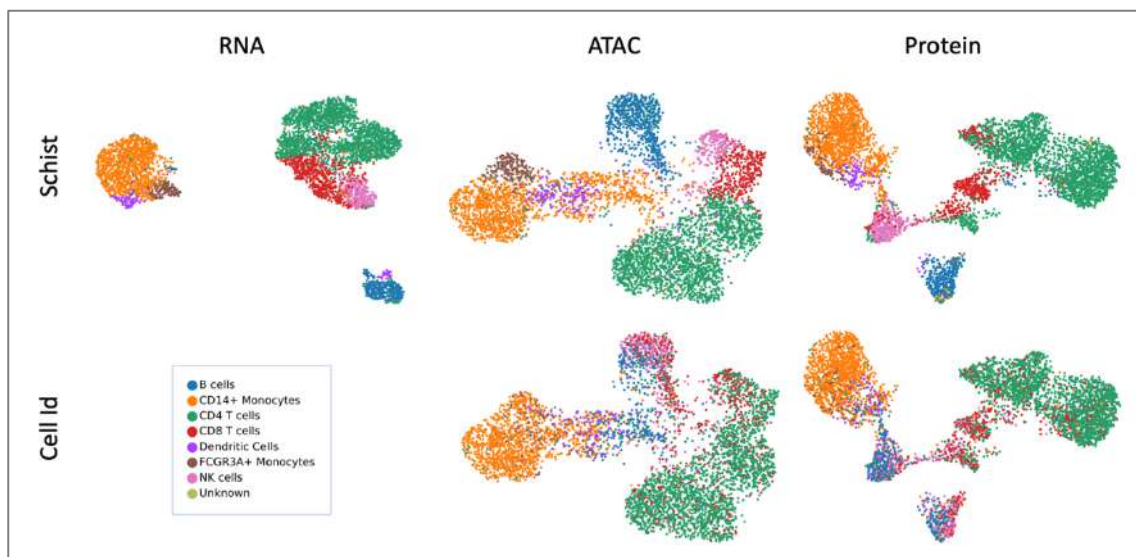 RNA
ATAC
Protein
Schist
Cell Id
B cells
CD14+ Monocytes
CD4 T cells
CD8 T cells
Dendritic Cells
FCGR3A+ Monocytes
NK cells
Unknown